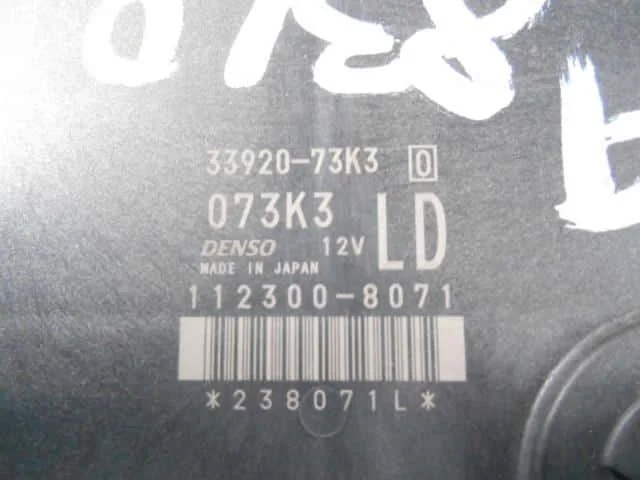 33920-73K3 0
073K3 LD
DENSO 12V
MADE IN JAPAN
112300-8071
*238071L*